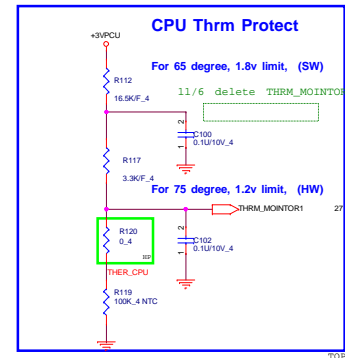 CPU Thrm Protect
+3VPCU
For 65 degree, 1.8v limit, (SW)
R112
11/6 delete THRM_MOINTOR
16.5K/F_4
2
C100
0.1U/10V_4
1
R117
3.3K/F_4
For 75 degree, 1.2v limit, (HW)
THRM_MOINTOR1 27
R120
0_4
2
C102
0.1U/10V_4
1
THER_CPU
R119
100K_4 NTC